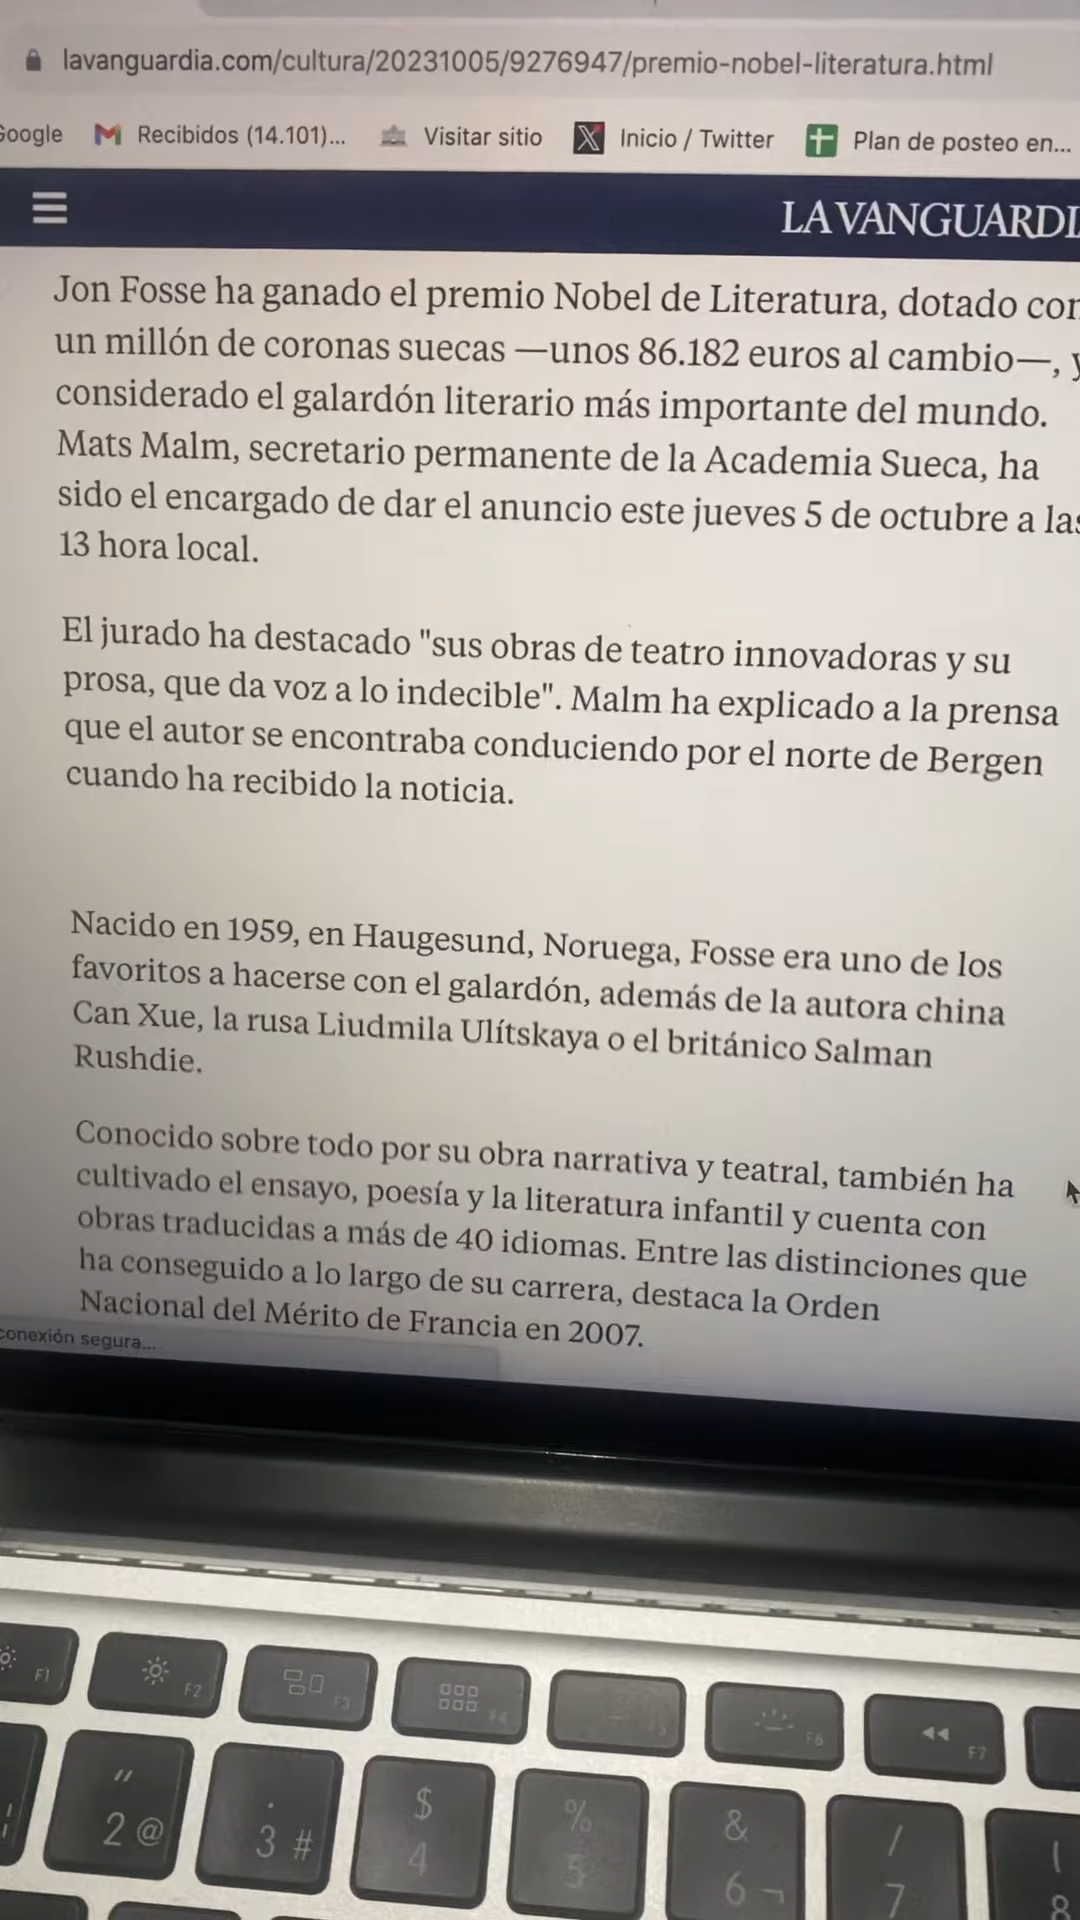 lavanguardia.com/cultura/20231005/9276947/premio-nobel-literatura.html
Google Recibidos (14.101)... Visitar sitio Inicio / Twitter Plan de posteo en...
LA VANGUARDI
Jon Fosse ha ganado el premio Nobel de Literatura, dotado con
un millón de coronas suecas —unos 86.182 euros al cambio—, y
considerado el galardón literario más importante del mundo.
Mats Malm, secretario permanente de la Academia Sueca, ha
sido el encargado de dar el anuncio este jueves 5 de octubre a las
13 hora local.
El jurado ha destacado "sus obras de teatro innovadoras y su
prosa, que da voz a lo indecible". Malm ha explicado a la prensa
que el autor se encontraba conduciendo por el norte de Bergen
cuando ha recibido la noticia.
Nacido en 1959, en Haugesund, Noruega, Fosse era uno de los
favoritos a hacerse con el galardón, además de la autora china
Can Xue, la rusa Liudmila Ulítskaya o el británico Salman
Rushdie.
Conocido sobre todo por su obra narrativa y teatral, también ha
cultivado el ensayo, poesía y la literatura infantil y cuenta con
obras traducidas a más de 40 idiomas. Entre las distinciones que
ha conseguido a lo largo de su carrera, destaca la Orden
Nacional del Mérito de Francia en 2007.
conexión segura...
F1 F2 F3 F4 F5 F6 F7
" · $ % & / (
2 @ 3 # 4 5 6 ¬ 7 8